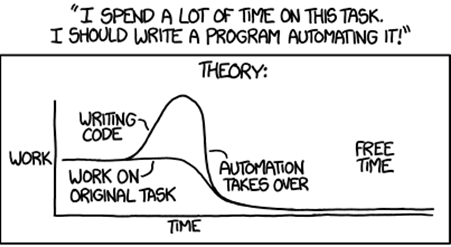 "I SPEND A LOT OF TIME ON THIS TASK.
I SHOULD WRITE A PROGRAM AUTOMATING IT!"
THEORY:
WRITING
CODE
WORK
WORK ON
ORIGINAL TASK
AUTOMATION
TAKES OVER
FREE
TIME
TIME